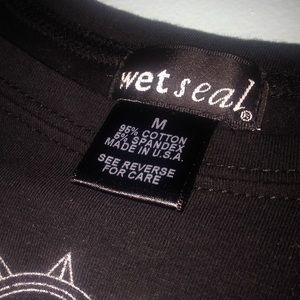 wet seal®
M
95% COTTON
5% SPANDEX
MADE IN U.S.A.
SEE REVERSE
FOR CARE